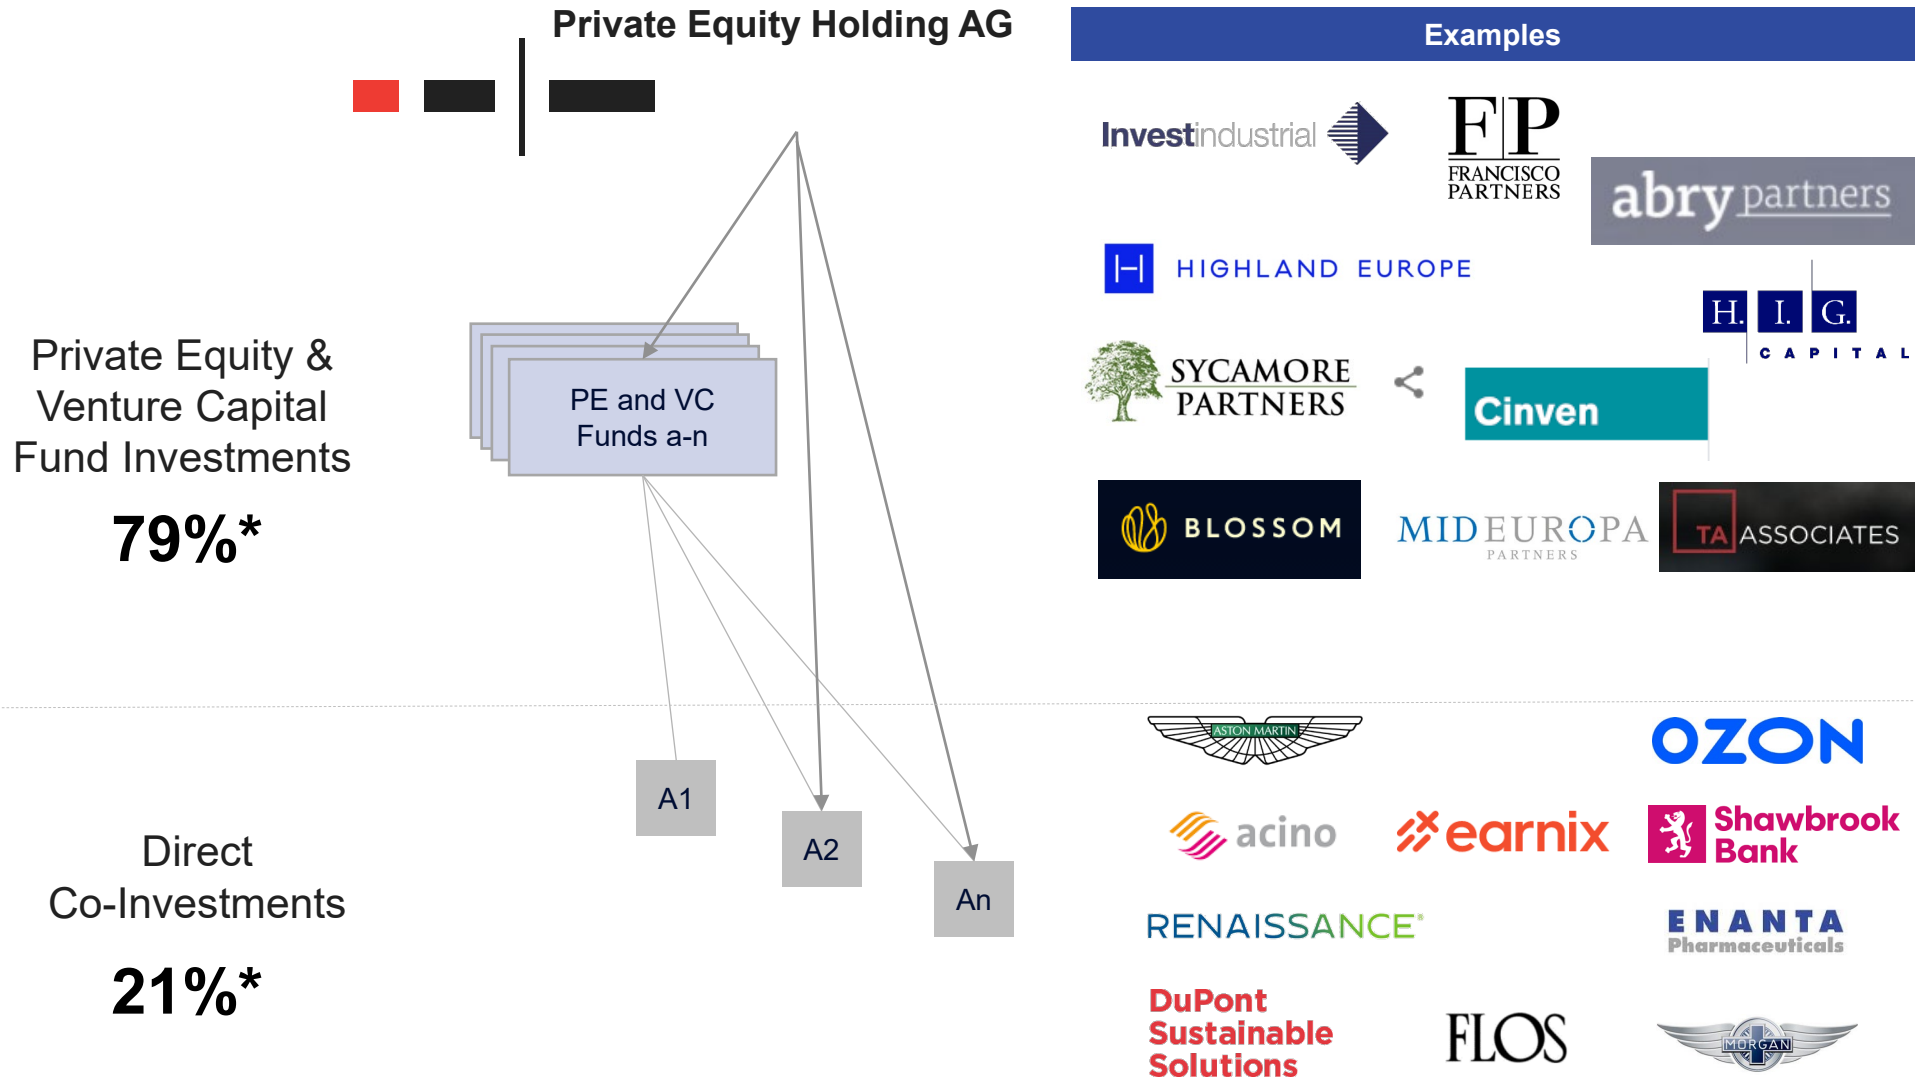 Private Equity Holding AG
Examples
Investindustrial
FP
FRANCISCO
PARTNERS
abry partners
HIGHLAND EUROPE
H.I.G.
CAPITAL
Private Equity &
Venture Capital
Fund Investments
79%*
PE and VC
Funds a-n
SYCAMORE
PARTNERS
Cinven
BLOSSOM
MID EUROPA
PARTNERS
TA ASSOCIATES
ASTON MARTIN
OZON
A1
A2
An
Direct
Co-Investments
21%*
acino
earnix
Shawbrook
Bank
RENAISSANCE®
ENANTA
Pharmaceuticals
DuPont
Sustainable
Solutions
FLOS
MORGAN